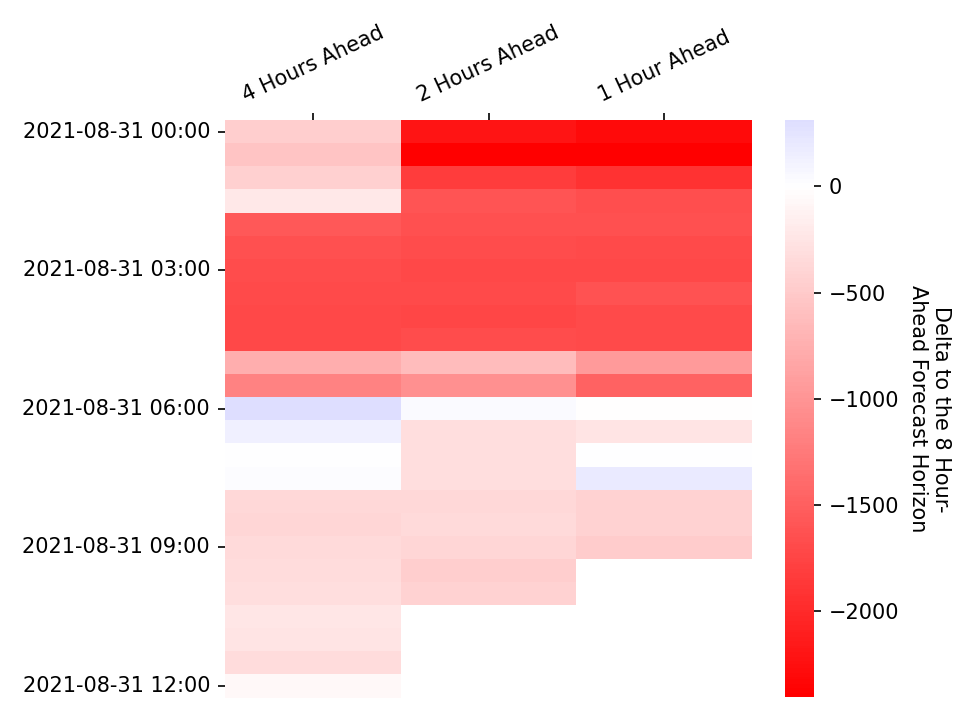 4 Hours Ahead
2 Hours Ahead
1 Hour Ahead
2021-08-31 00:00
2021-08-31 03:00
2021-08-31 06:00
2021-08-31 09:00
2021-08-31 12:00
0
−500
−1000
−1500
−2000
Delta to the 8 Hour-
Ahead Forecast Horizon